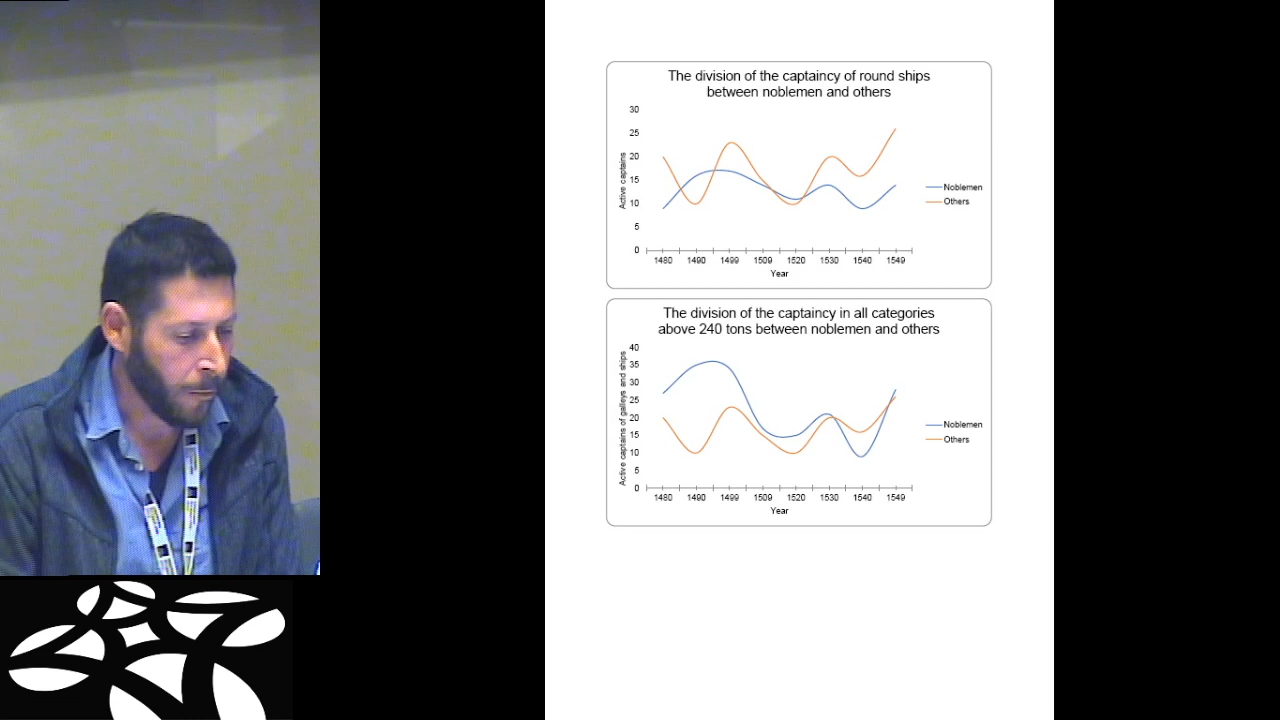 The division of the captaincy of round ships
between noblemen and others
30
25
20
15
10
5
0
Active captains
1480 1490 1499 1509 1520 1530 1540 1549
Year
Noblemen
Others
The division of the captaincy in all categories
above 240 tons between noblemen and others
40
35
30
25
20
15
10
5
0
Active captains of galleys and ships
1480 1490 1499 1509 1520 1530 1540 1549
Year
Noblemen
Others